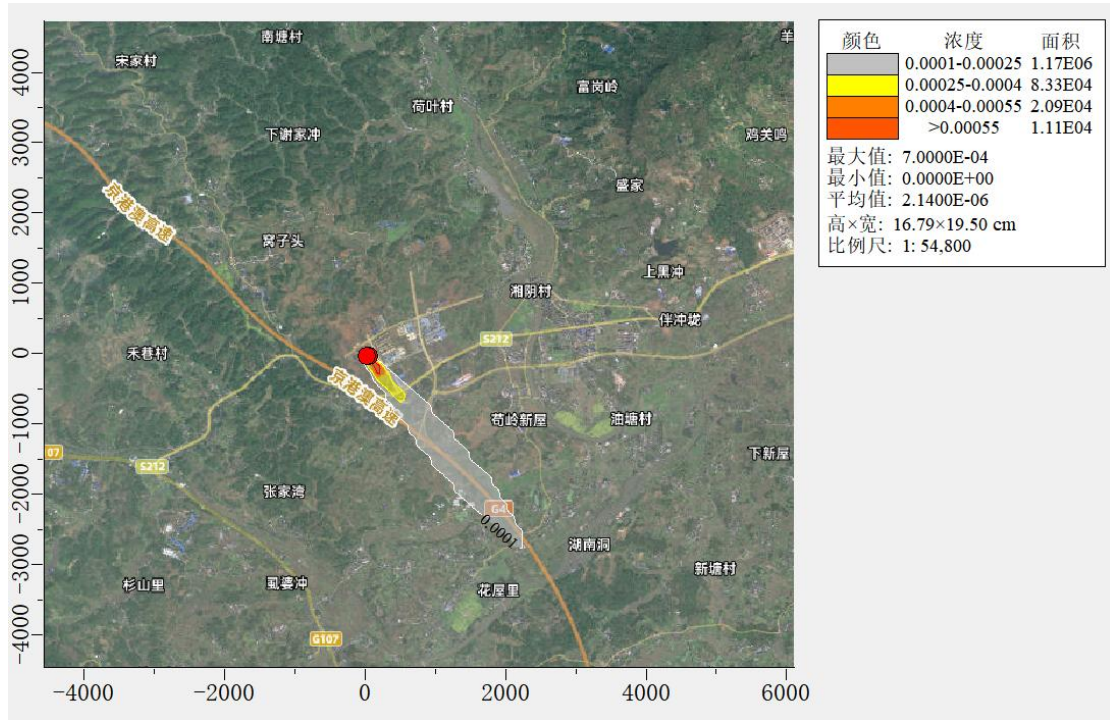 颜色 浓度 面积
0.0001-0.00025 1.17E06
0.00025-0.0004 8.33E04
0.0004-0.00055 2.09E04
>0.00055 1.11E04
最大值: 7.0000E-04
最小值: 0.0000E+00
平均值: 2.1400E-06
高×宽: 16.79×19.50 cm
比例尺: 1: 54,800
南塘村
羊
宋家村
富岗岭
荷叶村
下谢家冲
鸡关鸣
盛家
京港澳高速
窝子头
上黑冲
湘阴村
伴冲垅
S212
禾巷村
京港澳高速
苟岭新屋
油塘村
07
S212
下新屋
张家湾
G4
0.0001
湖南洞
新塘村
杉山里
虱婆冲
花屋里
G107
4000
3000
2000
1000
0
-1000
-2000
-3000
-4000
-4000 -2000 0 2000 4000 6000